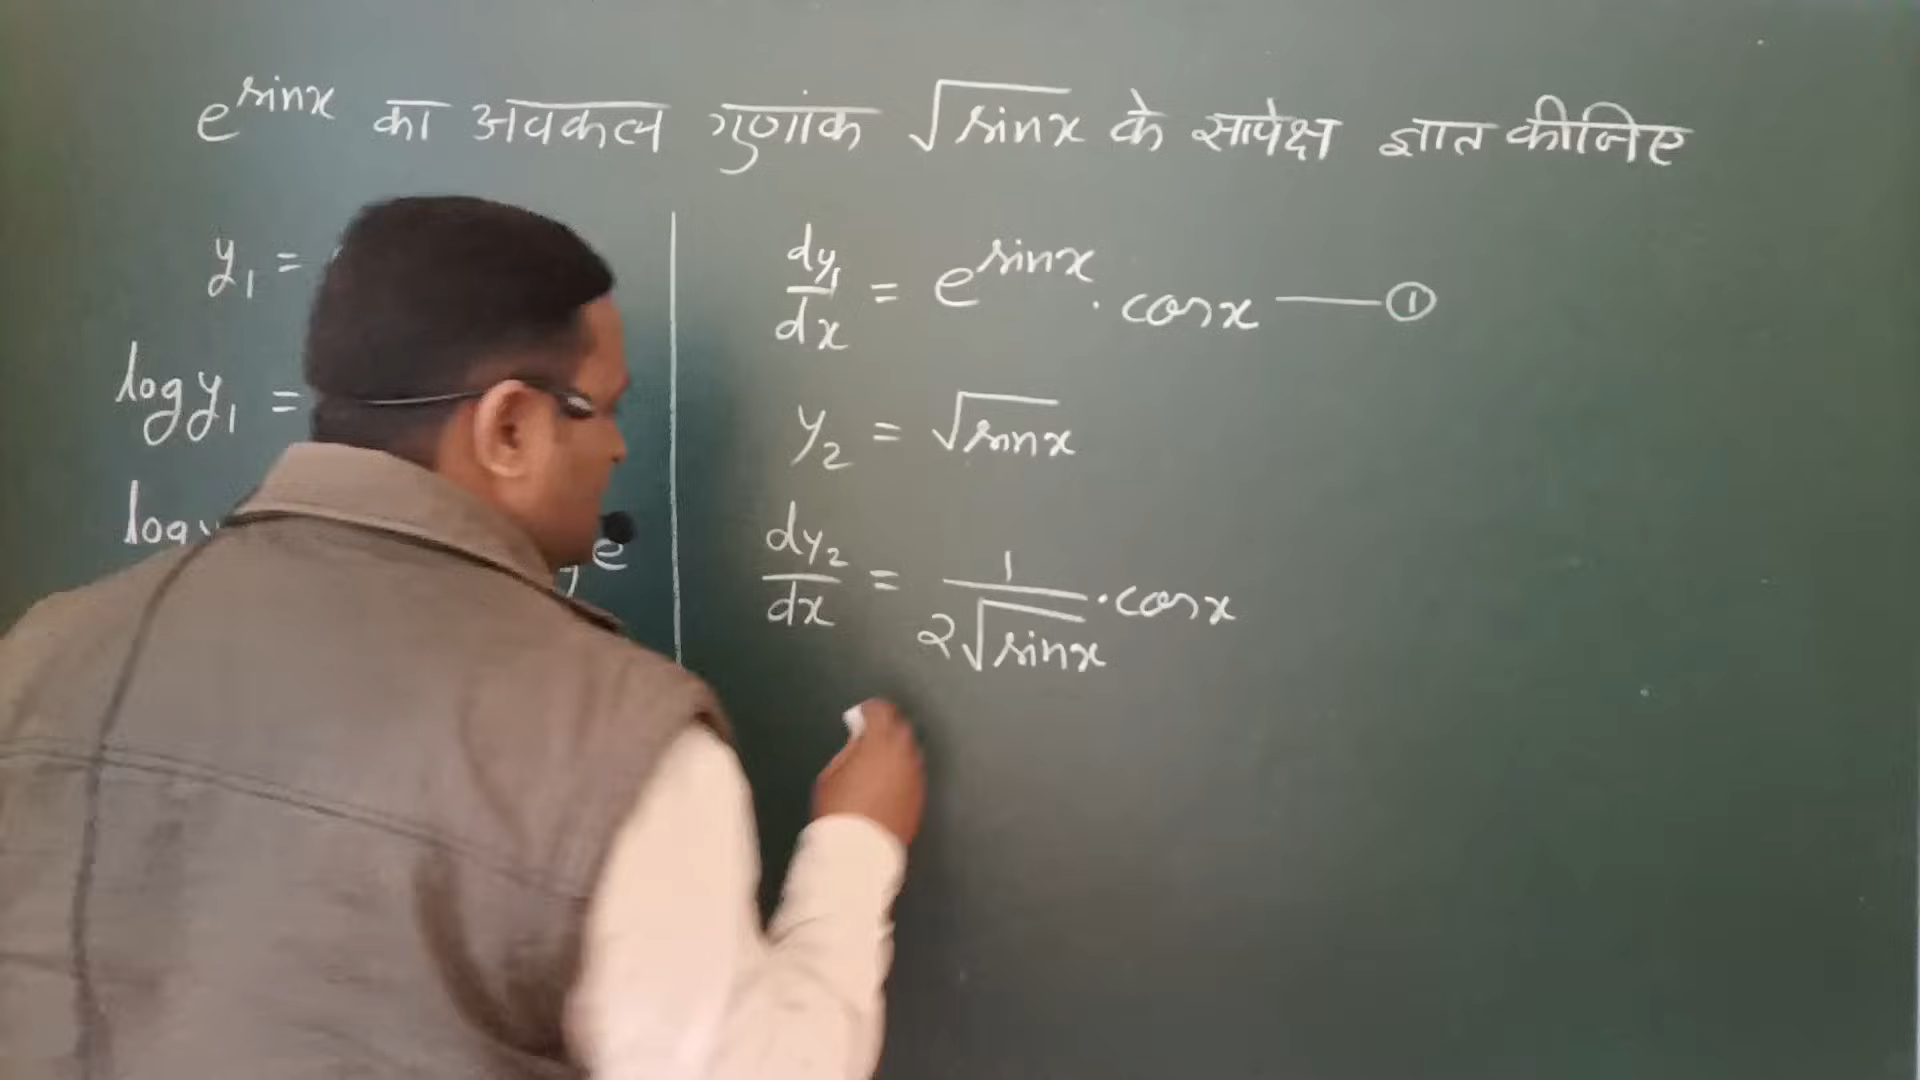 e^sinx का अवकल गुणांक √sinx के सापेक्ष ज्ञात कीजिए
y₁ =
log y₁ =
log
e
dy₁/dx = e^sinx · cosx —— ①
y₂ = √sinx
dy₂/dx = 1/2√sinx · cosx